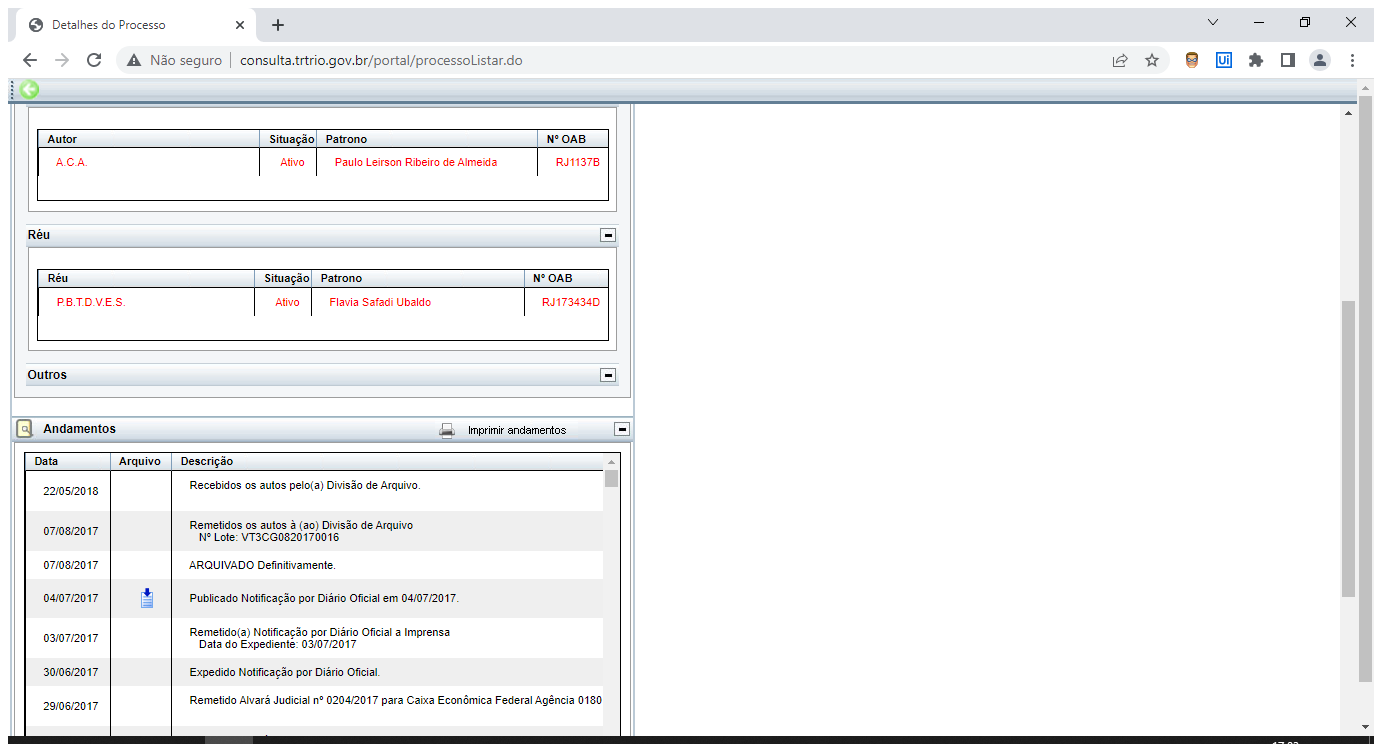 Detalhes do Processo
Não seguro
consulta.trtrio.gov.br/portal/processoListar.do
Ui
Autor Situação Patrono Nº OAB
A.C.A. Ativo Paulo Leirson Ribeiro de Almeida RJ1137B
Réu
Réu Situação Patrono Nº OAB
P.B.T.D.V.E.S. Ativo Flavia Safadi Ubaldo RJ173434D
Outros
Andamentos Imprimir andamentos
Data Arquivo Descrição
22/05/2018 Recebidos os autos pelo(a) Divisão de Arquivo.
07/08/2017 Remetidos os autos à (ao) Divisão de Arquivo
Nº Lote: VT3CG0820170016
07/08/2017 ARQUIVADO Definitivamente.
04/07/2017 Publicado Notificação por Diário Oficial em 04/07/2017.
03/07/2017 Remetido(a) Notificação por Diário Oficial a Imprensa
Data do Expediente: 03/07/2017
30/06/2017 Expedido Notificação por Diário Oficial.
29/06/2017 Remetido Alvará Judicial nº 0204/2017 para Caixa Econômica Federal Agência 0180